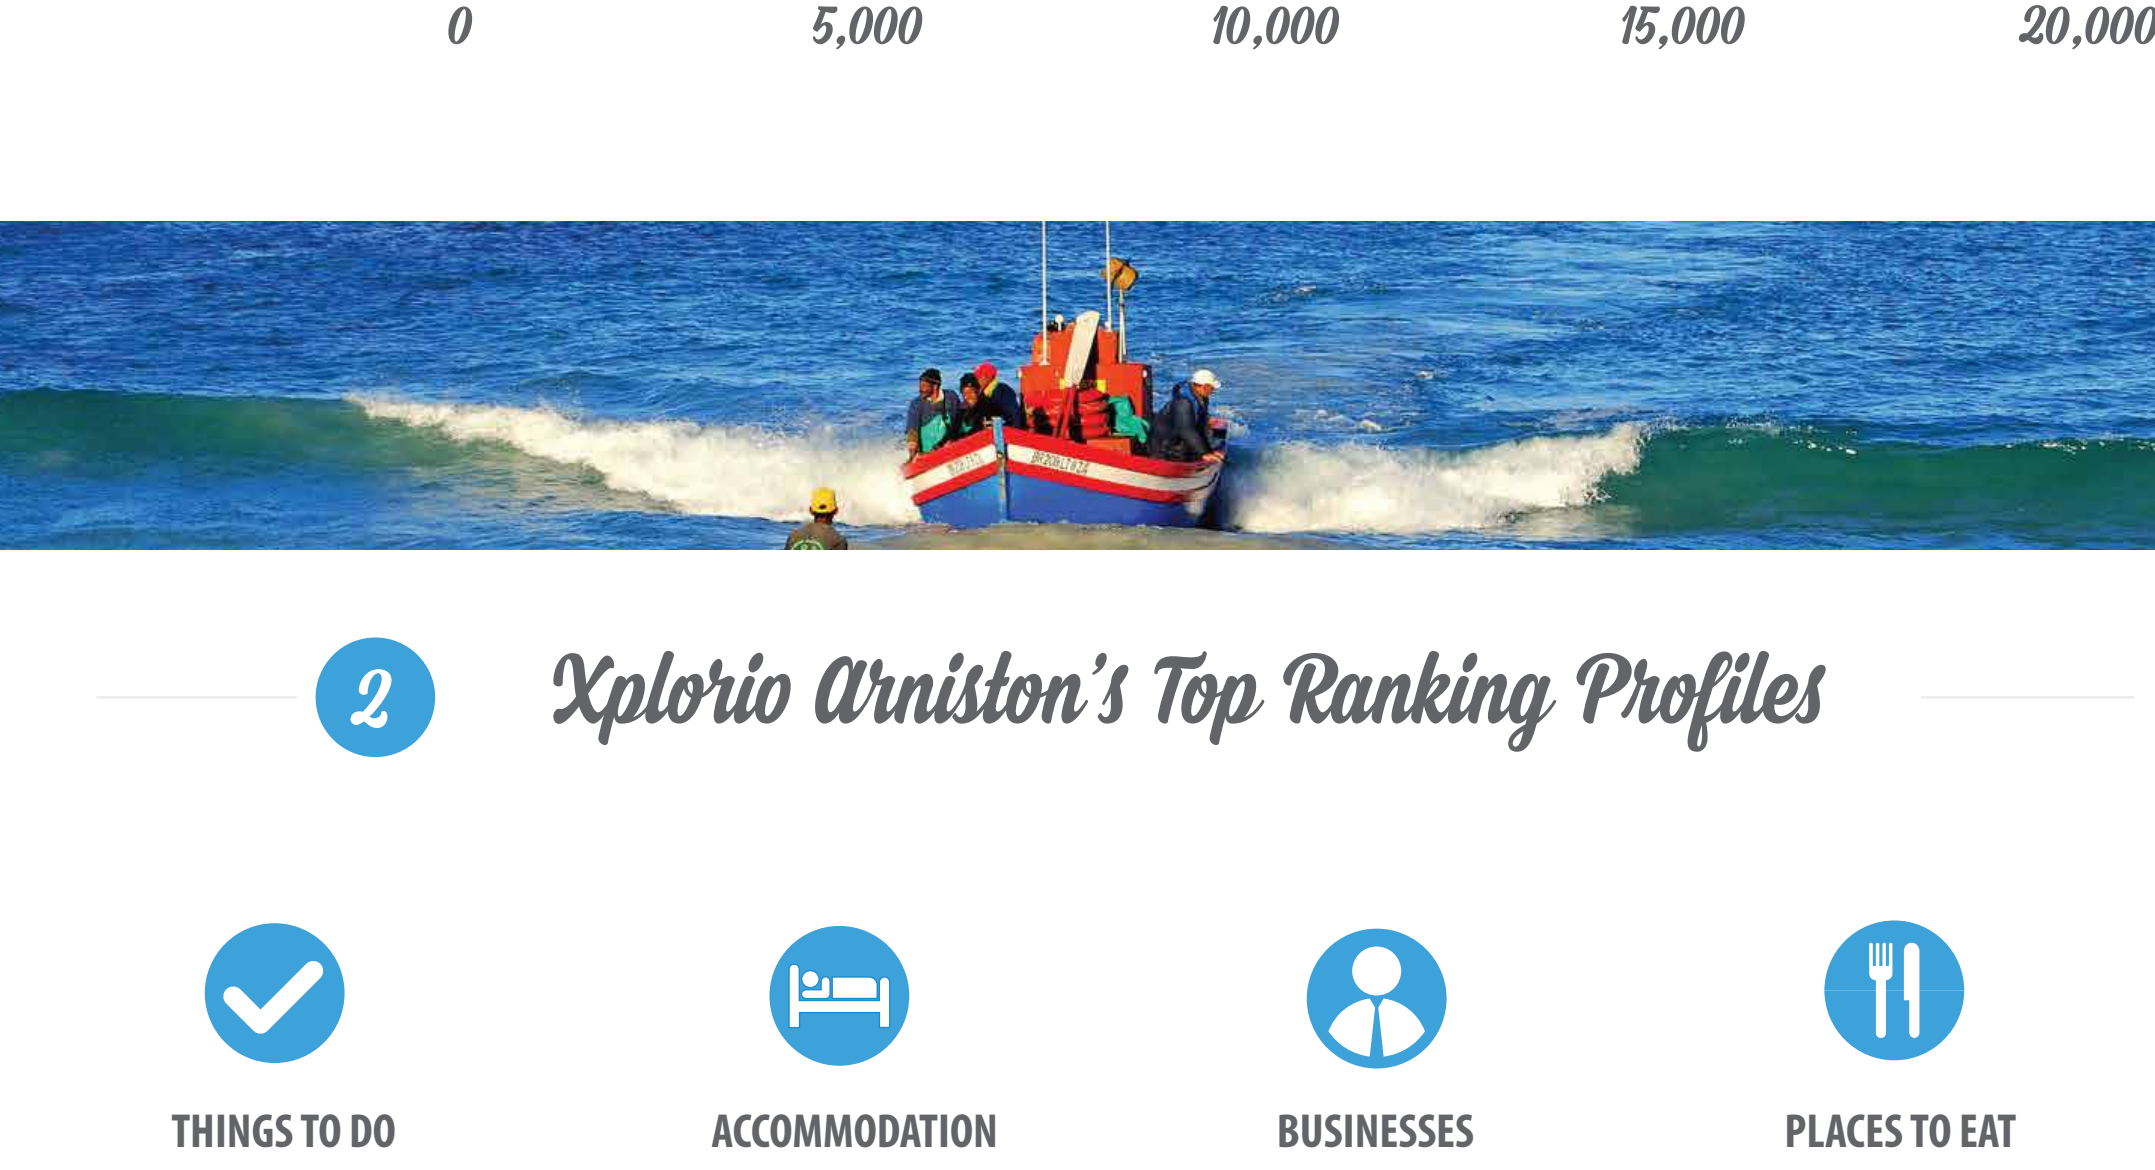 0 5,000 10,000 15,000 20,000
2 Xplorio Arniston's Top Ranking Profiles
THINGS TO DO ACCOMMODATION BUSINESSES PLACES TO EAT